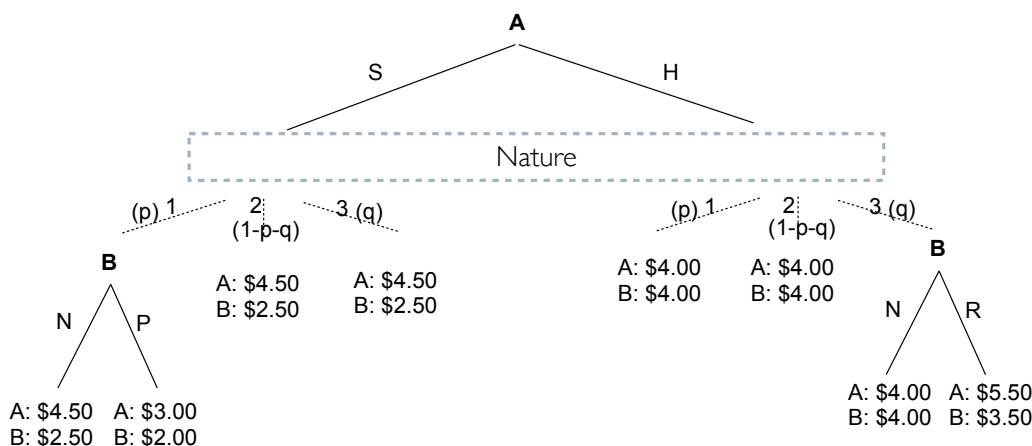 A
S H
Nature
(p) 1 2 3 (q) (p) 1 2 3 (q)
(1-p-q) (1-p-q)
B B
A: $4.50 A: $4.50 A: $4.00 A: $4.00
B: $2.50 B: $2.50 B: $4.00 B: $4.00
N P N R
A: $4.50 A: $3.00 A: $4.00 A: $5.50
B: $2.50 B: $2.00 B: $4.00 B: $3.50